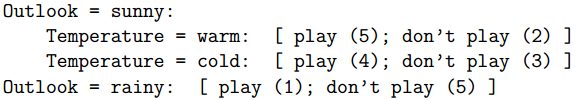 Outlook = sunny:
    Temperature = warm:  [ play (5); don't play (2) ]
    Temperature = cold:  [ play (4); don't play (3) ]
Outlook = rainy:  [ play (1); don't play (5) ]